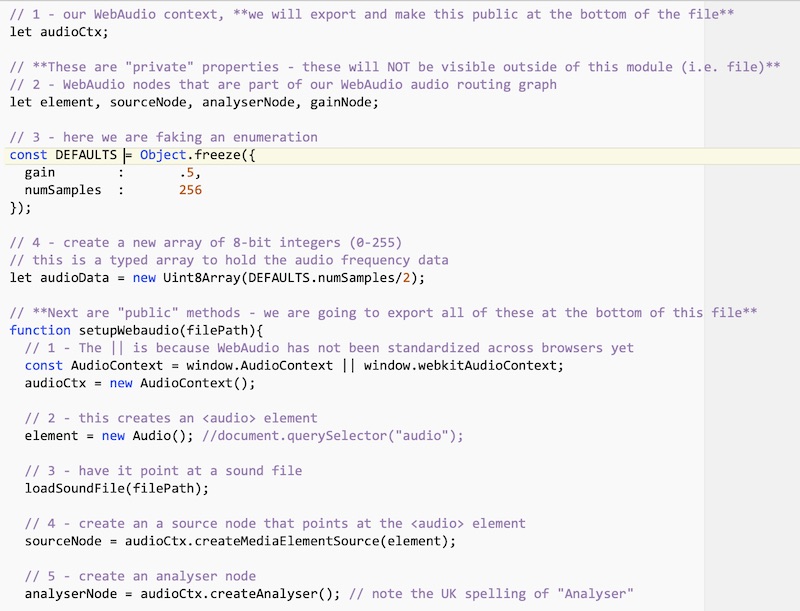 // 1 - our WebAudio context, **we will export and make this public at the bottom of the file**
let audioCtx;
// **These are "private" properties - these will NOT be visible outside of this module (i.e. file)**
// 2 - WebAudio nodes that are part of our WebAudio audio routing graph
let element, sourceNode, analyserNode, gainNode;
// 3 - here we are faking an enumeration
const DEFAULTS = Object.freeze({
  gain        :       .5,
  numSamples  :       256
});
// 4 - create a new array of 8-bit integers (0-255)
// this is a typed array to hold the audio frequency data
let audioData = new Uint8Array(DEFAULTS.numSamples/2);
// **Next are "public" methods - we are going to export all of these at the bottom of this file**
function setupWebaudio(filePath){
  // 1 - The || is because WebAudio has not been standardized across browsers yet
  const AudioContext = window.AudioContext || window.webkitAudioContext;
  audioCtx = new AudioContext();
  // 2 - this creates an <audio> element
  element = new Audio(); //document.querySelector("audio");
  // 3 - have it point at a sound file
  loadSoundFile(filePath);
  // 4 - create an a source node that points at the <audio> element
  sourceNode = audioCtx.createMediaElementSource(element);
  // 5 - create an analyser node
  analyserNode = audioCtx.createAnalyser(); // note the UK spelling of "Analyser"